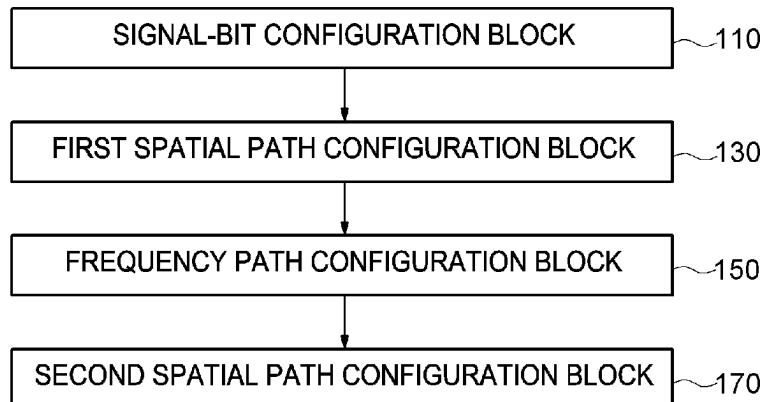 SIGNAL-BIT CONFIGURATION BLOCK 110
FIRST SPATIAL PATH CONFIGURATION BLOCK 130
FREQUENCY PATH CONFIGURATION BLOCK 150
SECOND SPATIAL PATH CONFIGURATION BLOCK 170